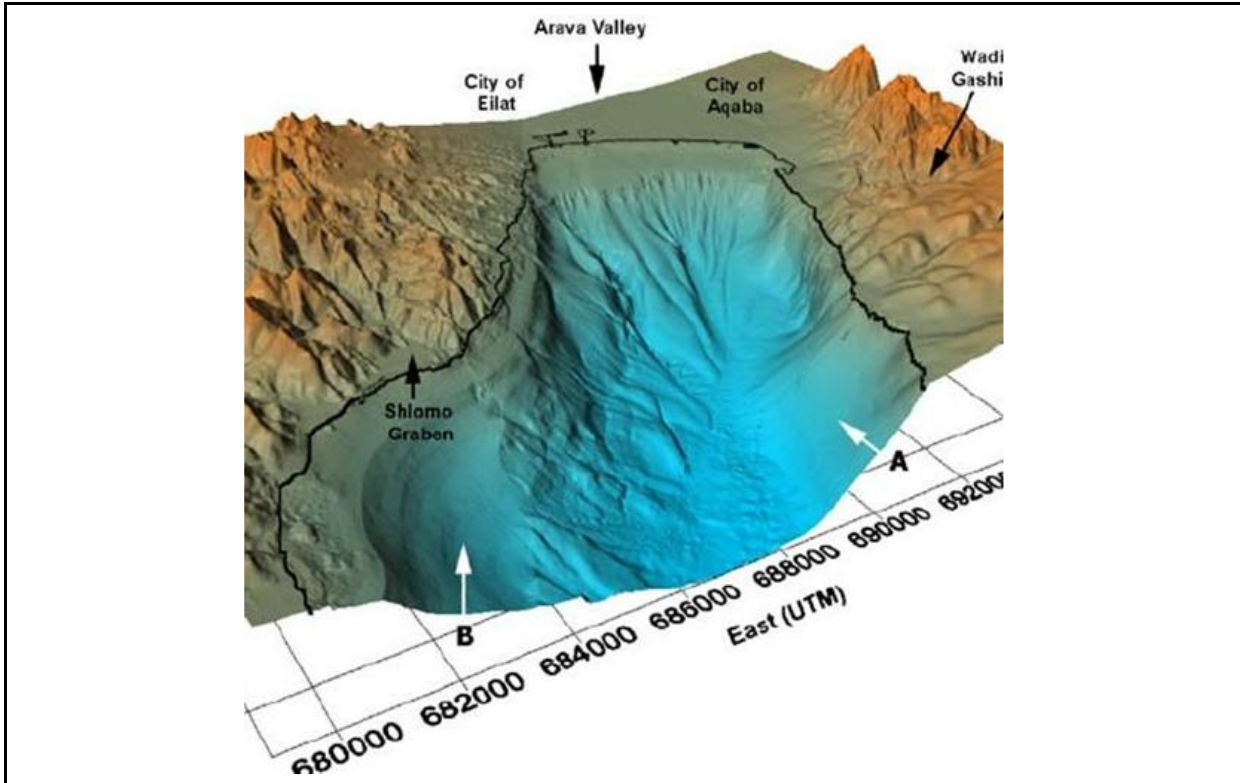 Arava Valley
City of
Eilat
City of
Aqaba
Wadi
Gashi
Shlomo
Graben
A
B
680000
682000
684000
686000
688000
690000
692000
East (UTM)